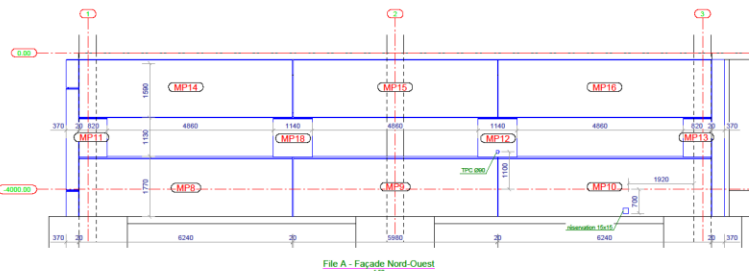 1 2 3
0.00
1690
MP14 MP15 MP16
370 20 820 4860 1140 4860 1140 4860 820 20 370
MP11 MP18 MP12 MP13
1130
TPC Ø90
1100
1920
-4000.00
1770
MP8 MP9 MP10
700
réservation 15x15
370 20 6240 20 5980 20 6240 20 370
File A - Façade Nord-Ouest